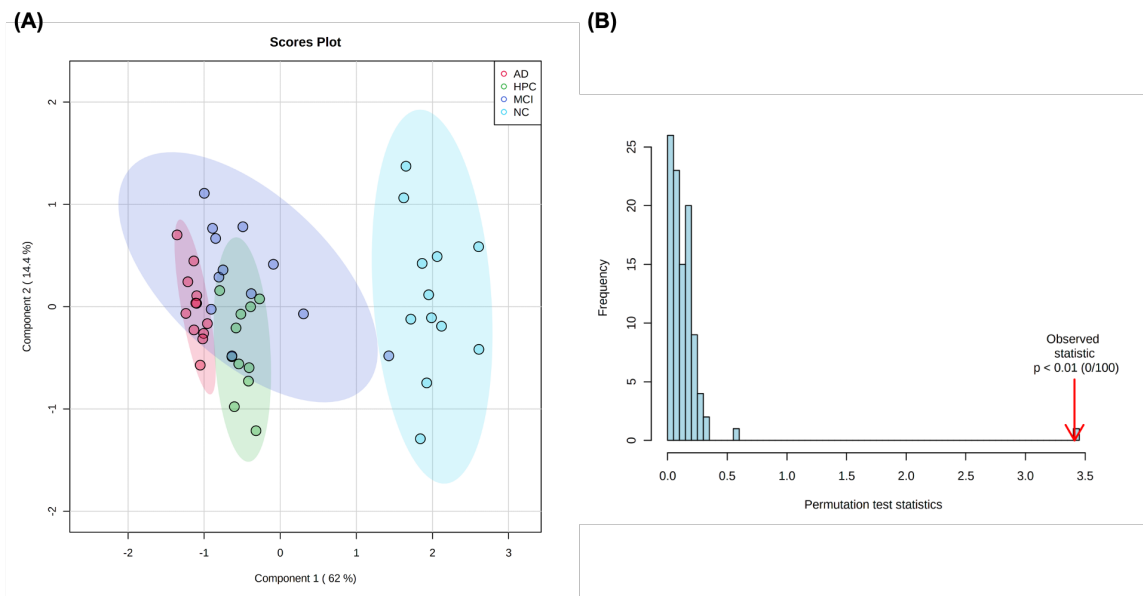 (A)
Scores Plot
AD
HPC
MCI
NC
2
1
0
-1
-2
Component 2 ( 14.4 %)
-2
-1
0
1
2
3
Component 1 ( 62 %)
(B)
25
20
15
10
5
0
Frequency
Observed
statistic
p < 0.01 (0/100)
0.0
0.5
1.0
1.5
2.0
2.5
3.0
3.5
Permutation test statistics